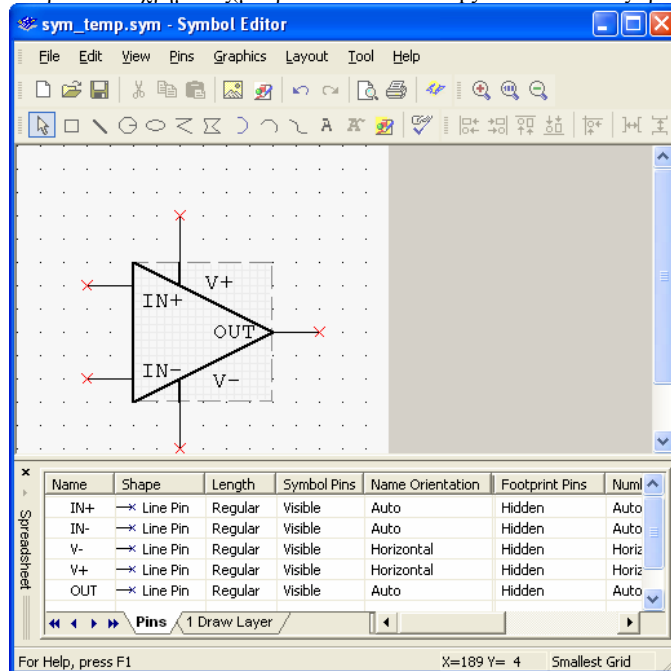 sym_temp.sym - Symbol Editor
File Edit View Pins Graphics Layout Tool Help
V+
IN+
OUT
IN-
V-
Spreadsheet
Name Shape Length Symbol Pins Name Orientation Footprint Pins Numl
IN+ Line Pin Regular Visible Auto Hidden Auto
IN- Line Pin Regular Visible Auto Hidden Auto
V- Line Pin Regular Visible Horizontal Hidden Horiz
V+ Line Pin Regular Visible Horizontal Hidden Horiz
OUT Line Pin Regular Visible Auto Hidden Auto
Pins 1 Draw Layer
For Help, press F1 X=189 Y= 4 Smallest Grid